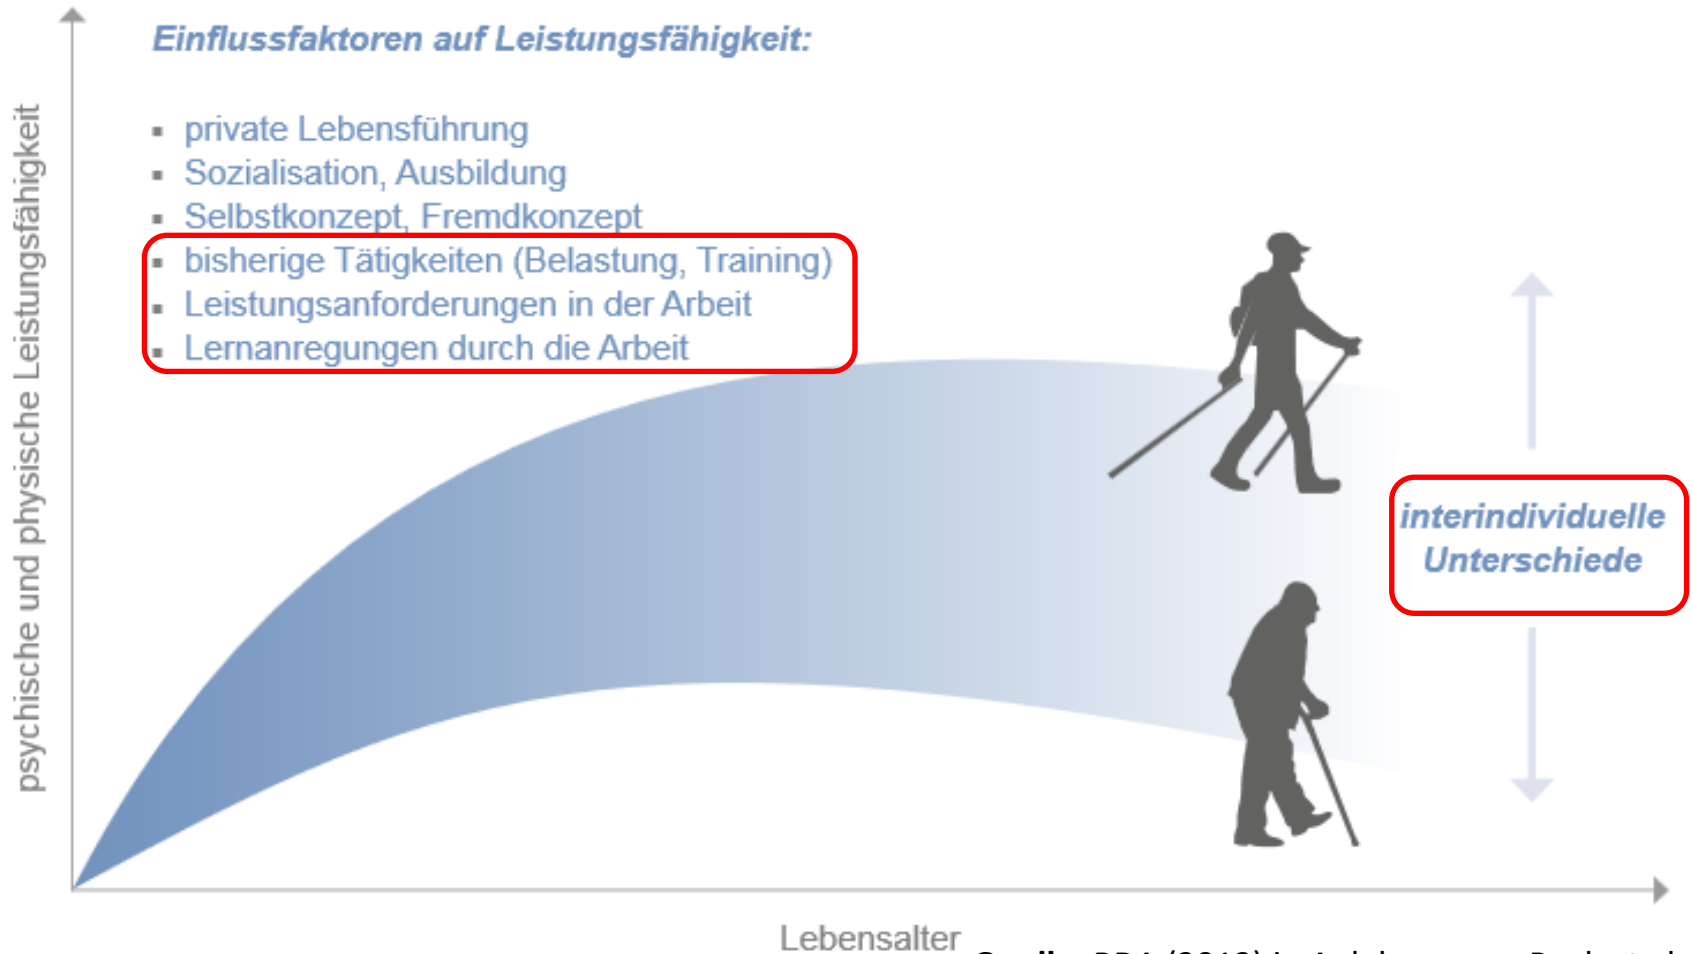 Einflussfaktoren auf Leistungsfähigkeit:
private Lebensführung
Sozialisation, Ausbildung
Selbstkonzept, Fremdkonzept
bisherige Tätigkeiten (Belastung, Training)
Leistungsanforderungen in der Arbeit
Lernanregungen durch die Arbeit
psychische und physische Leistungsfähigkeit
interindividuelle
Unterschiede
Lebensalter